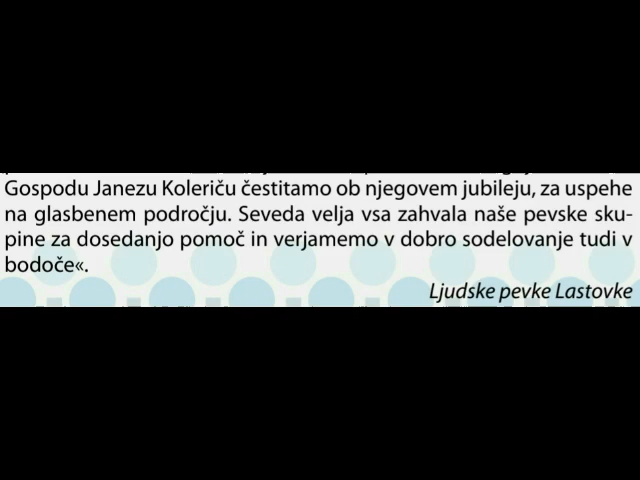 Gospodu Janezu Koleriču čestitamo ob njegovem jubileju, za uspehe
na glasbenem področju. Seveda velja vsa zahvala naše pevske sku-
pine za dosedanjo pomoč in verjamemo v dobro sodelovanje tudi v
bodoče«.
Ljudske pevke Lastovke